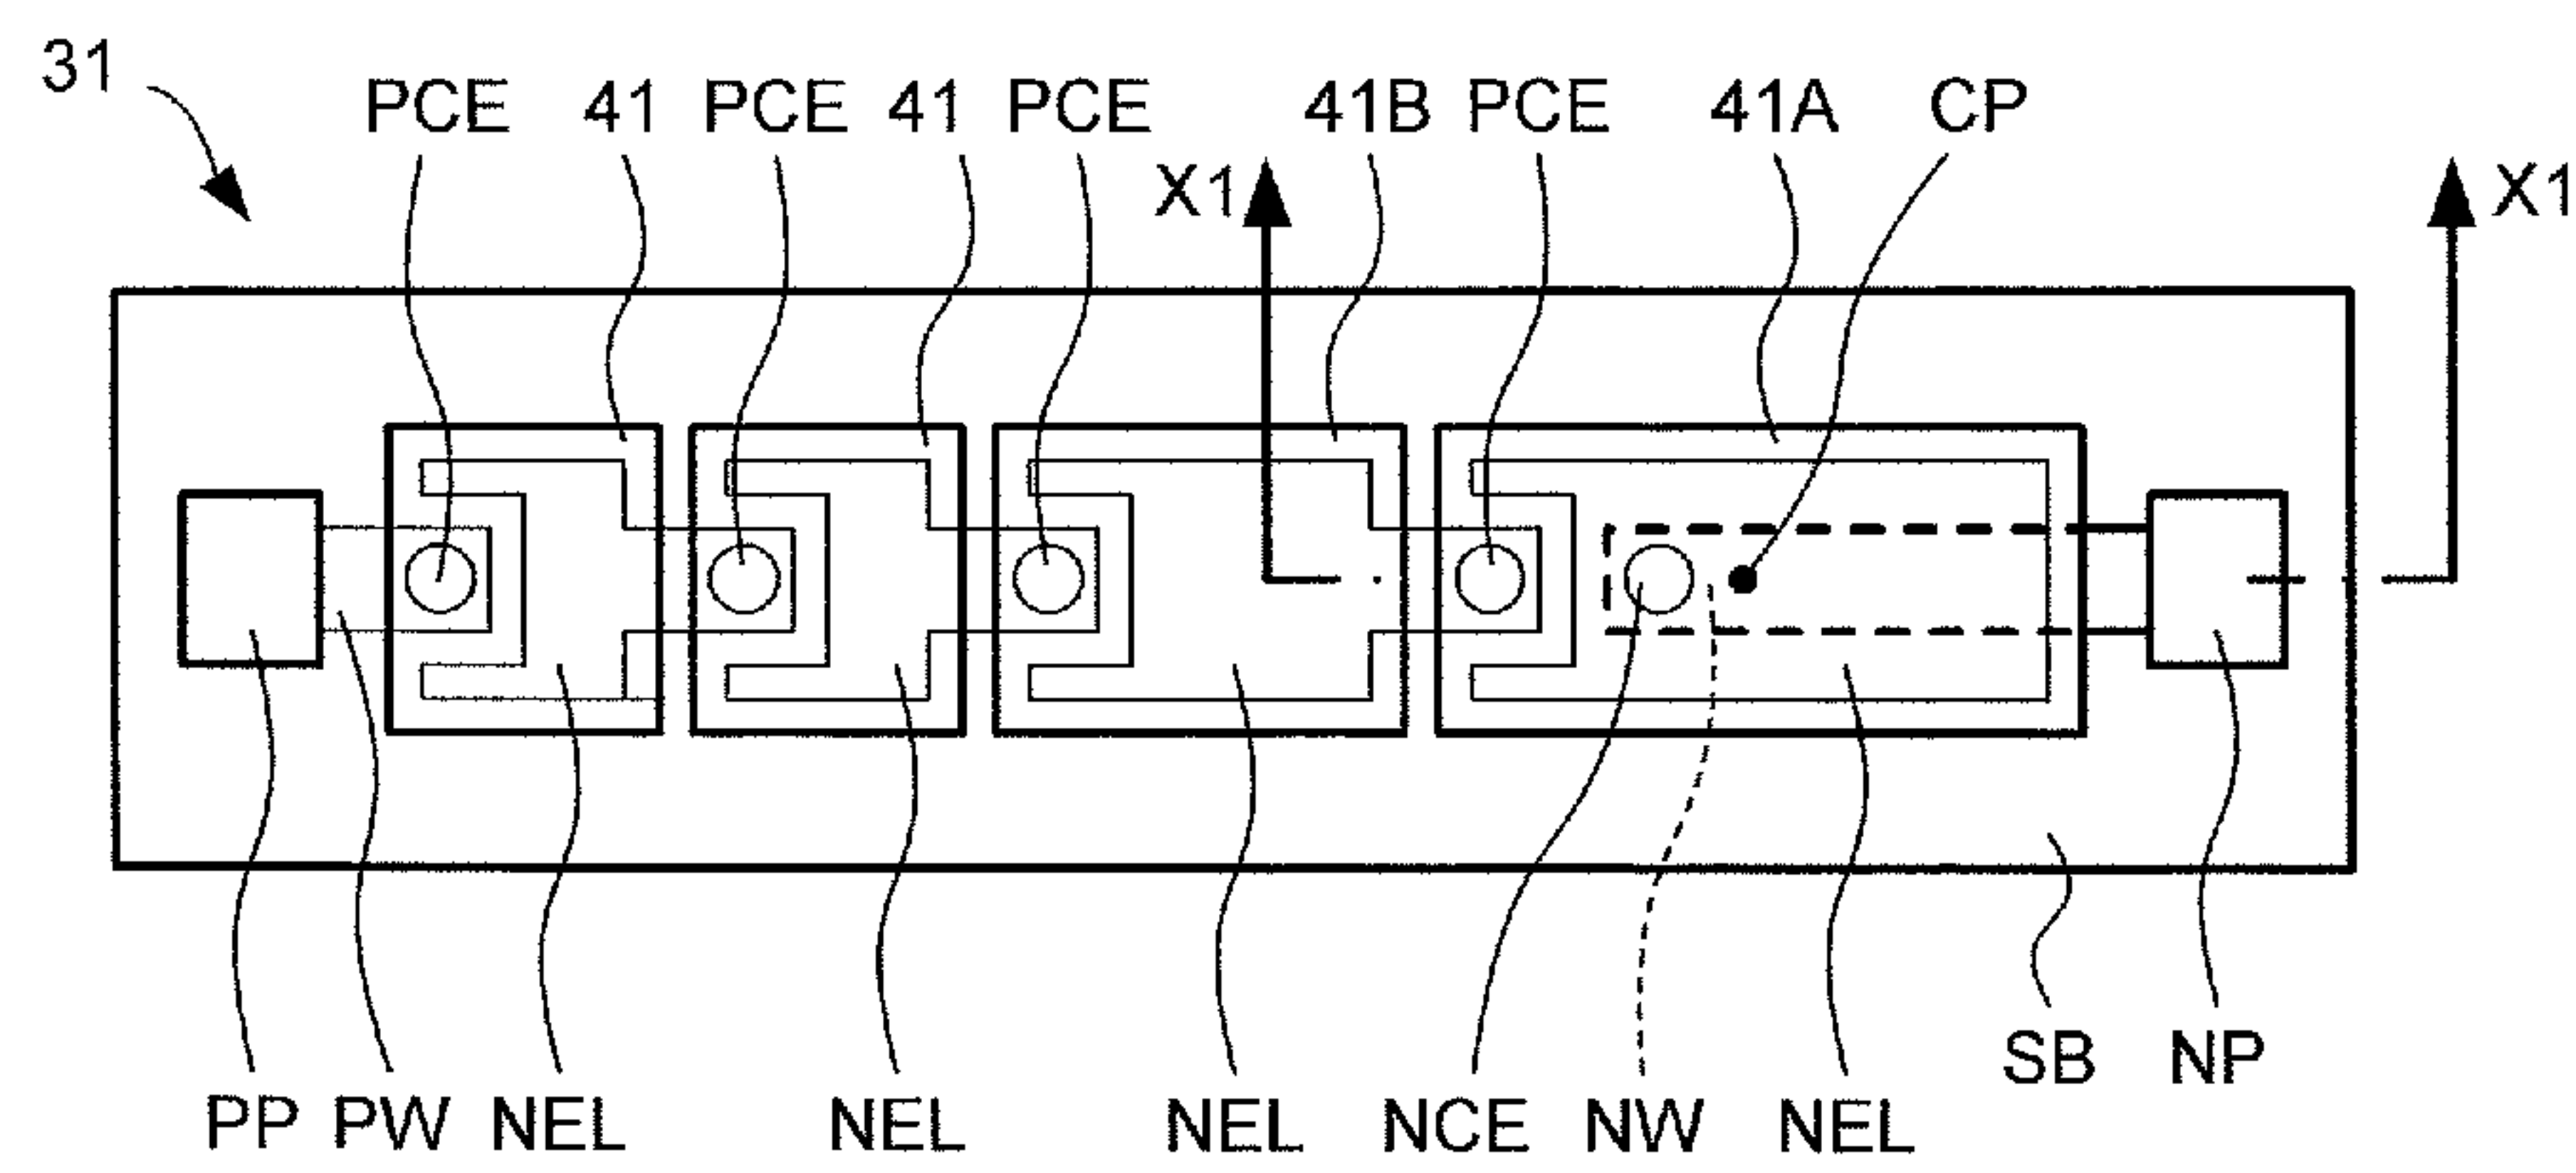 31
PCE 41 PCE 41 PCE 41B PCE 41A CP
X1 X1
SB NP
PP PW NEL NEL NEL NCE NW NEL